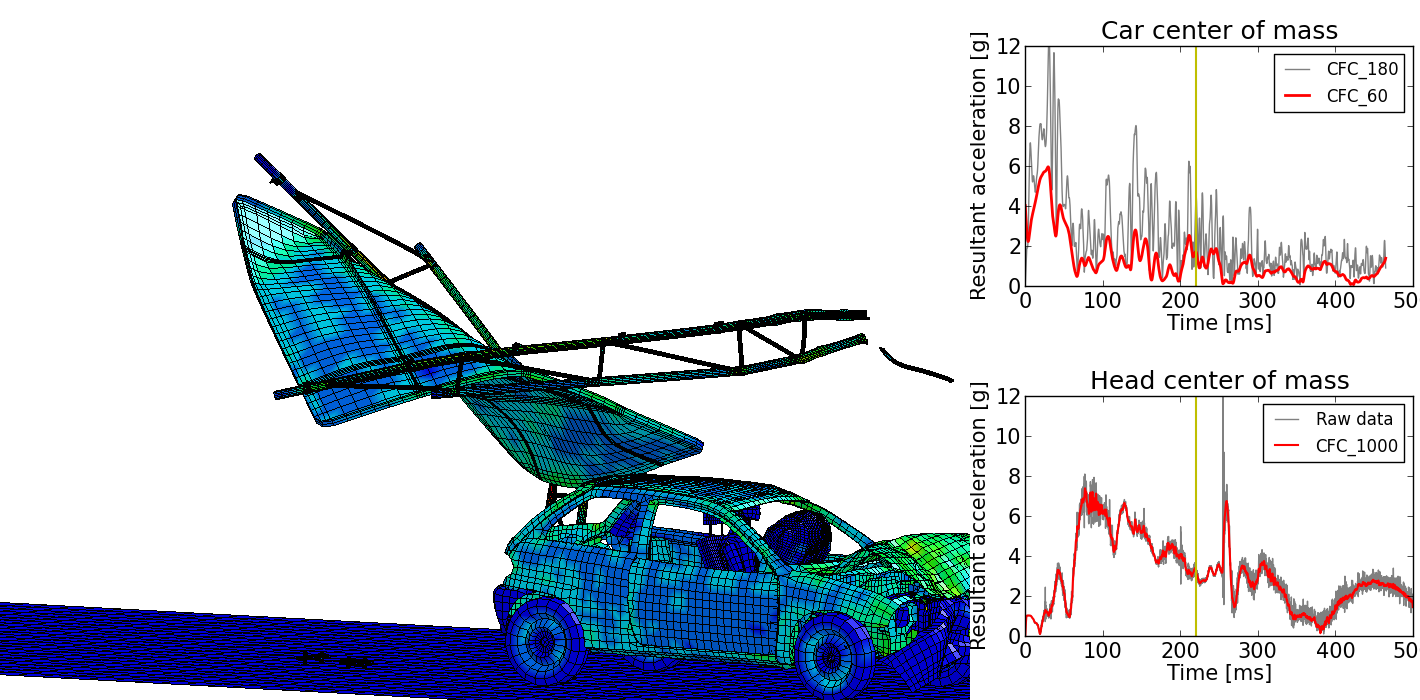 Car center of mass
Resultant acceleration [g]
12
10
8
6
4
2
0
CFC_180
CFC_60
0 100 200 300 400 50
Time [ms]
Head center of mass
Resultant acceleration [g]
12
10
8
6
4
2
0
Raw data
CFC_1000
0 100 200 300 400 50
Time [ms]